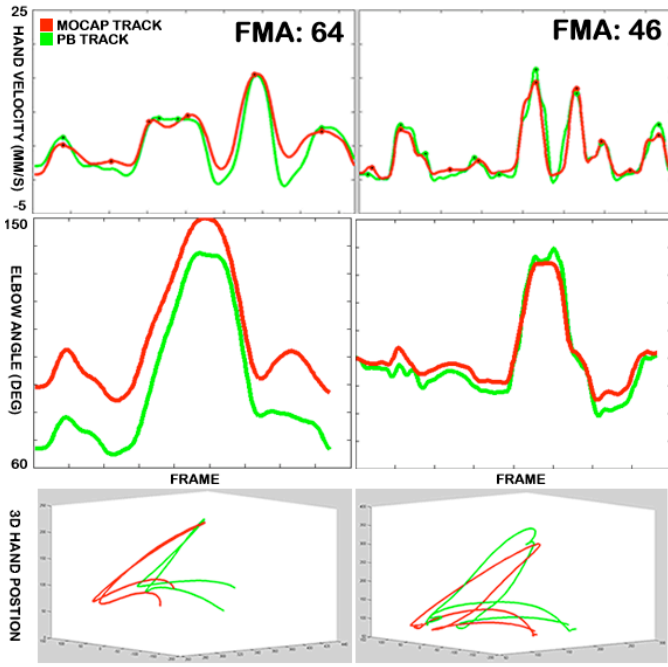 25
MOCAP TRACK
PB TRACK
FMA: 64
FMA: 46
HAND VELOCITY (MM/S)
-5
150
ELBOW ANGLE (DEG)
60
FRAME
FRAME
3D HAND POSTION